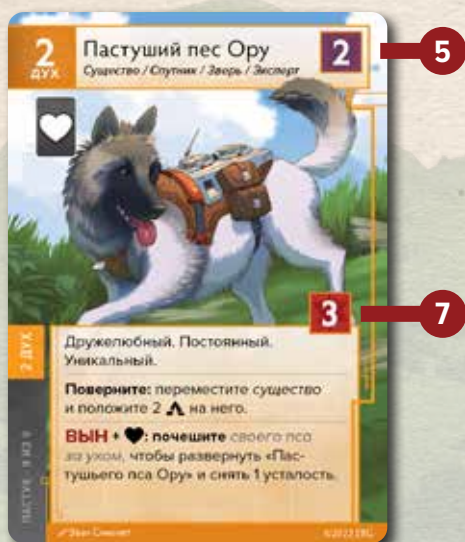 2
ДУХ
Пастуший пес Ору
Существо / Спутник / Зверь / Эксперт
2
5
3
7
2 ДУХ
Дружелюбный. Постоянный.
Уникальный.
Поверните: переместите существо
и положите 2 на него.
ВЫН + : почешите своего пса
за ухом, чтобы развернуть «Пас-
тушьего пса Ору» и снять 1 усталость.
ПАСТУХ